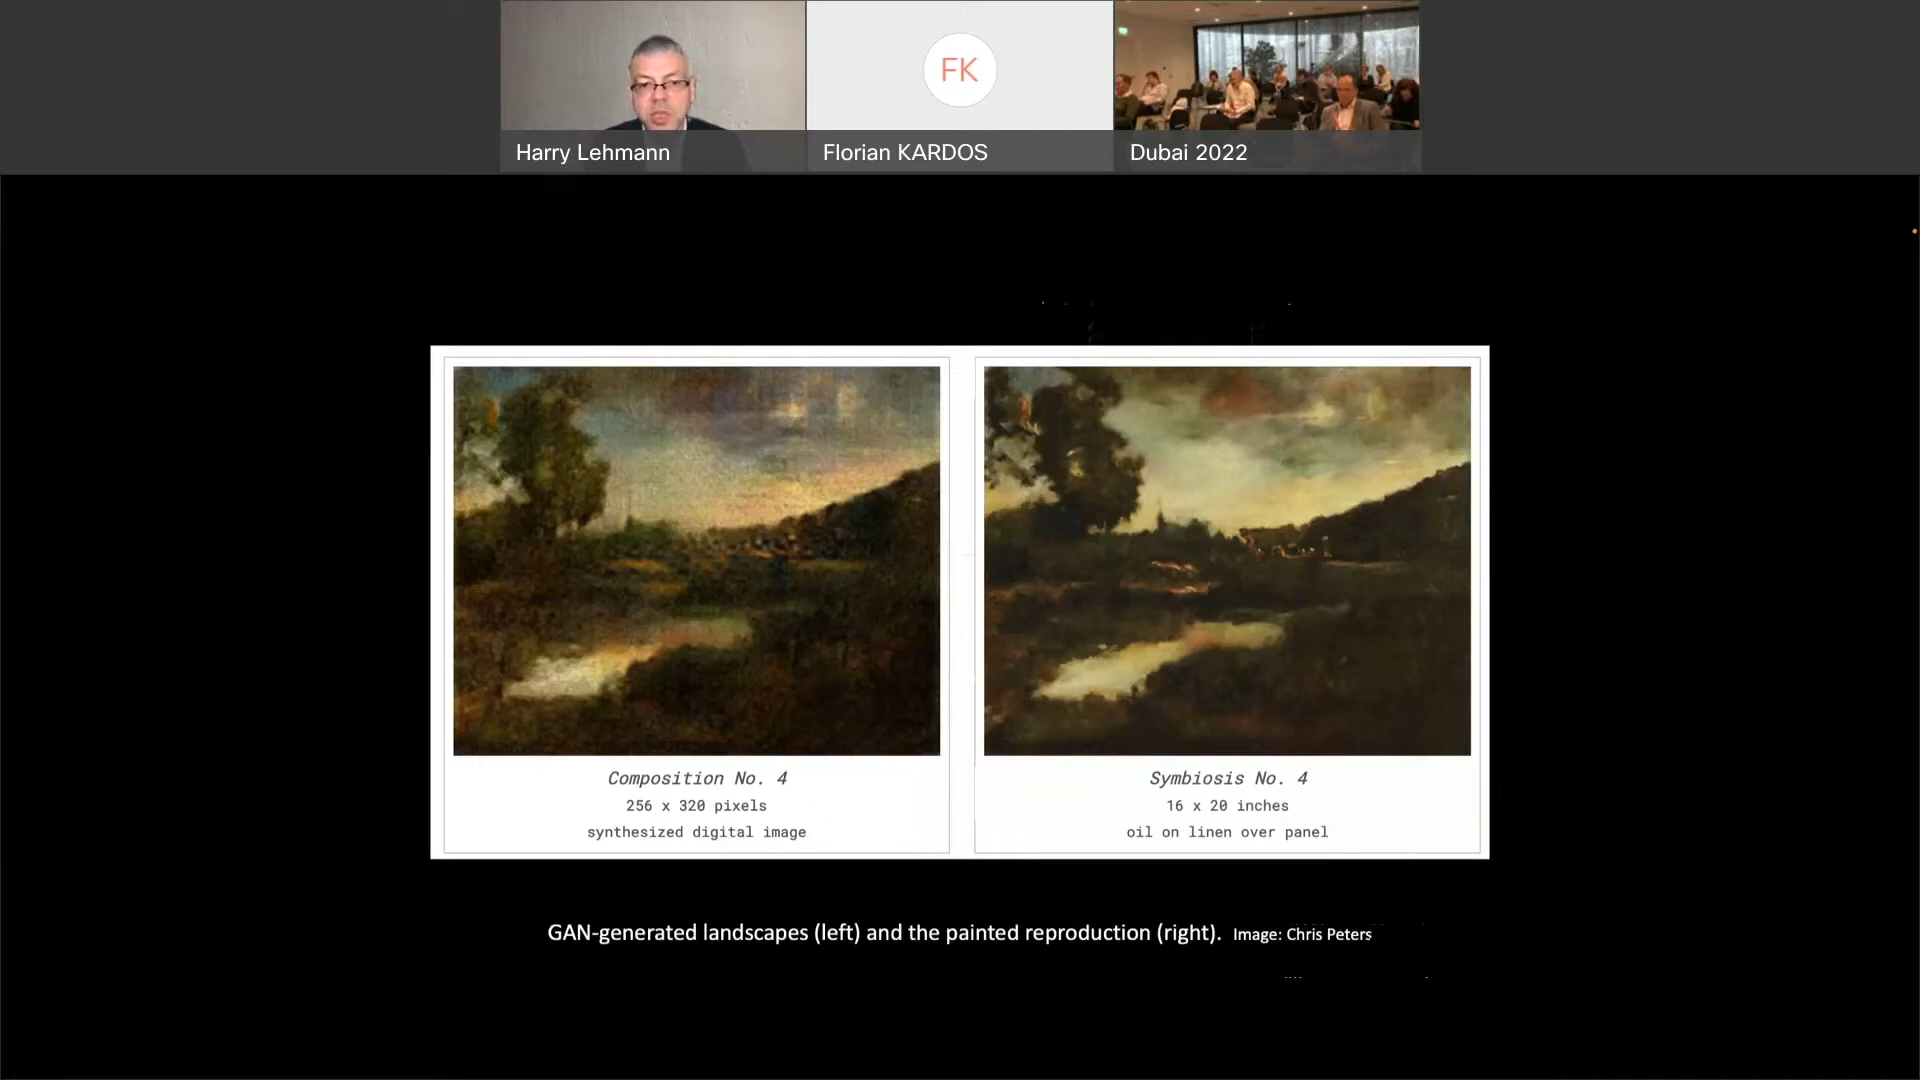 FK
Harry Lehmann
Florian KARDOS
Dubai 2022
Composition No. 4
256 x 320 pixels
synthesized digital image
Symbiosis No. 4
16 x 20 inches
oil on linen over panel
GAN-generated landscapes (left) and the painted reproduction (right). Image: Chris Peters